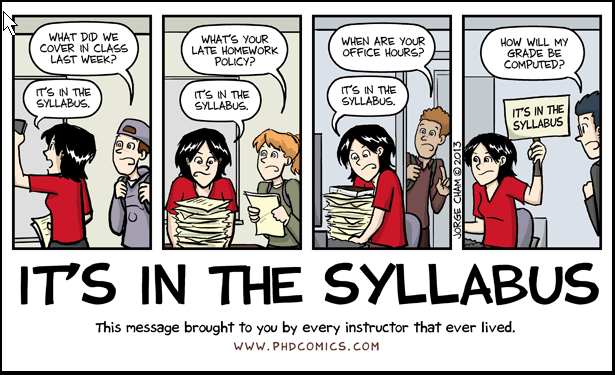 WHAT DID WE
COVER IN CLASS
LAST WEEK?
IT'S IN THE
SYLLABUS.
WHAT'S YOUR
LATE HOMEWORK
POLICY?
IT'S IN THE
SYLLABUS.
WHEN ARE YOUR
OFFICE HOURS?
IT'S IN THE
SYLLABUS.
HOW WILL MY
GRADE BE
COMPUTED?
IT'S IN THE
SYLLABUS
JORGE CHAM © 2013
IT'S IN THE SYLLABUS
This message brought to you by every instructor that ever lived.
WWW.PHDCOMICS.COM